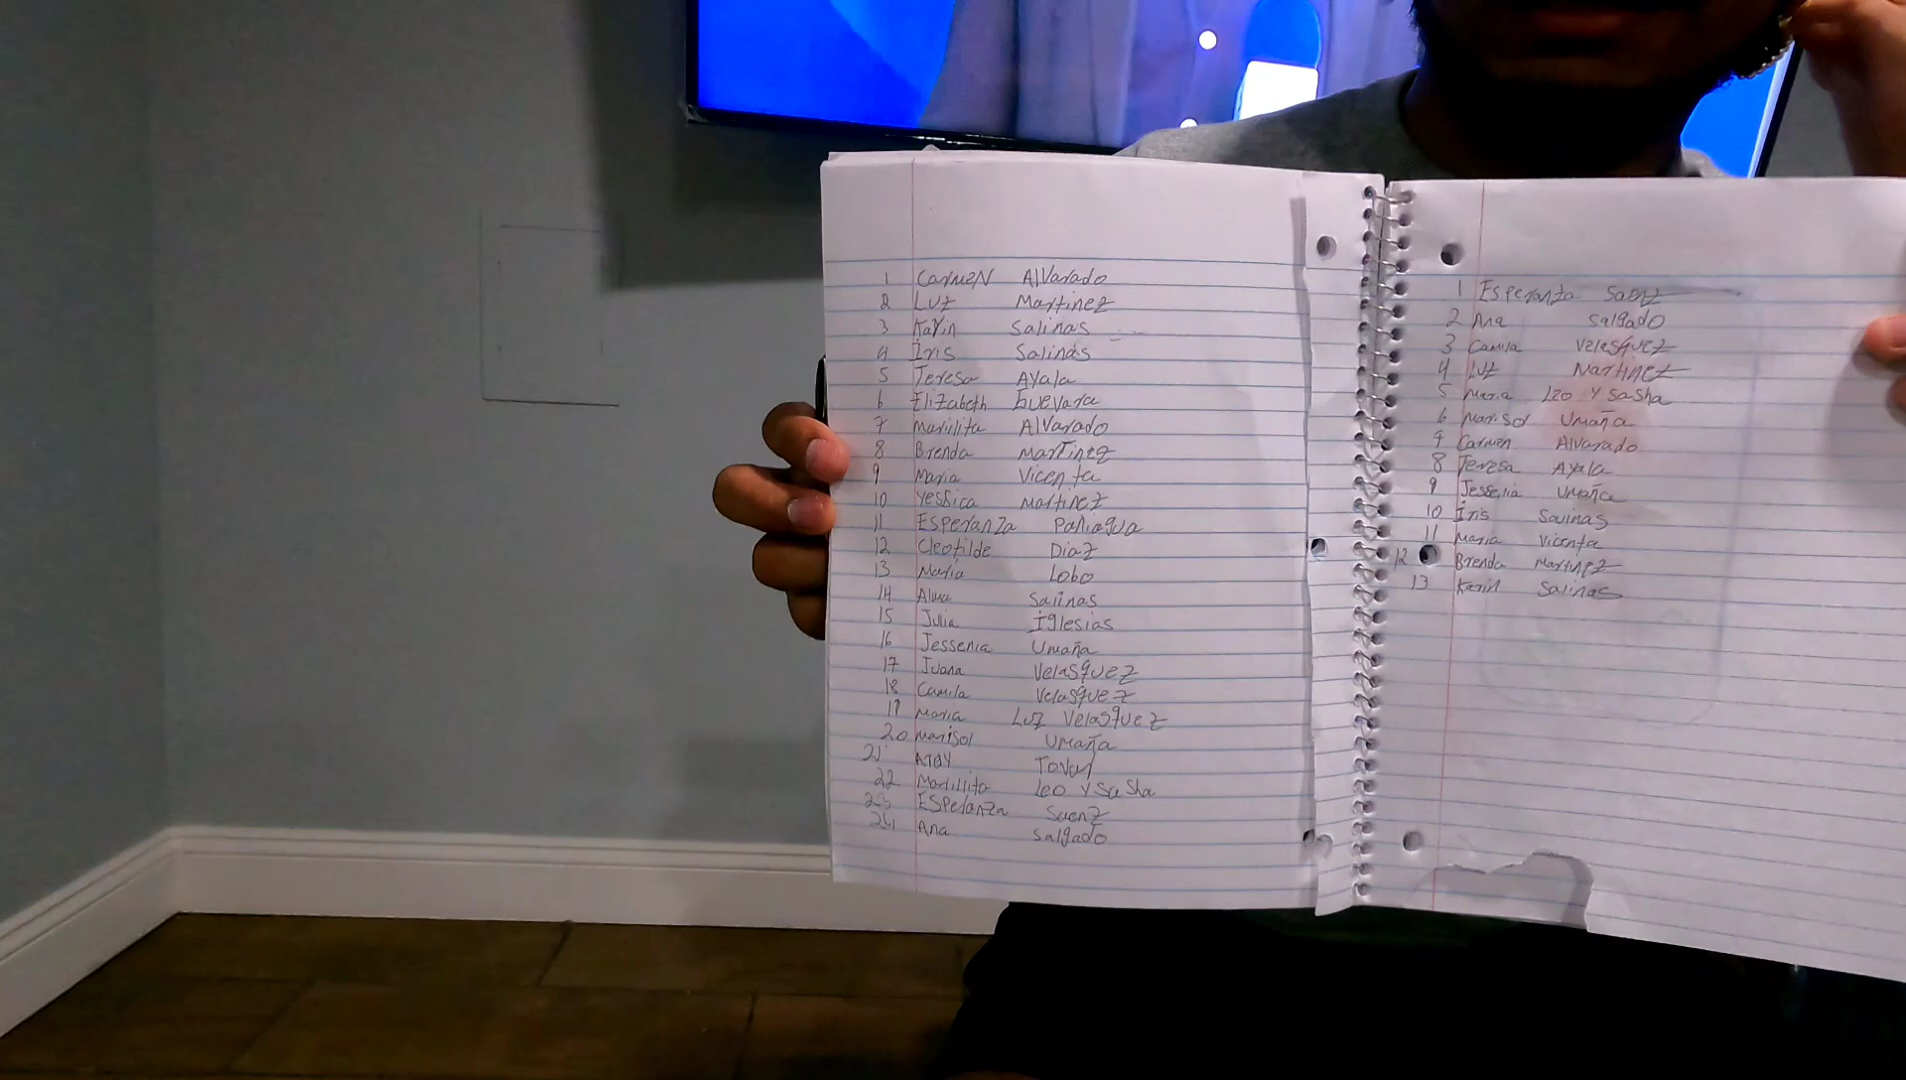 1 Carmen Alvarado
2 Luz Martinez
3 Karin Salinas
4 Iris Salinas
5 Teresa Ayala
6 Elizabeth Guevara
7 Mariilita Alvarado
8 Brenda Martinez
9 Maria Vicenta
10 Yessica Martinez
11 Esperanza Paniagua
12 Cleotilde Diaz
13 Maria Lobo
14 Alma Salinas
15 Julia Iglesias
16 Jessenia Umaña
17 Juana Velasquez
18 Camila Velasquez
19 Maria Luz Velasquez
20 Marisol Umaña
21 Tovar
22 Leo y Sasha
23 Esperanza Saenz
24 Ana Salgado
1 Esperanza Saenz
2 Ana Salgado
3 Camila Velasquez
4 Luz Martinez
5 Maria Leo y Sasha
6 Marisol Umaña
7 Carmen Alvarado
8 Teresa Ayala
9 Jessenia Umaña
10 Iris Salinas
11 Maria Vicenta
12 Brenda Martinez
13 Karin Salinas